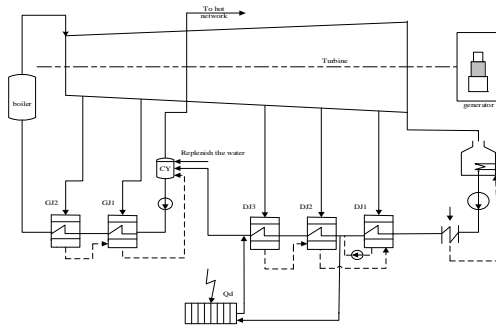 To hot
network
Turbine
boiler
generator
Replenish the water
CY
GJ2
GJ1
DJ3
DJ2
DJ1
Qd